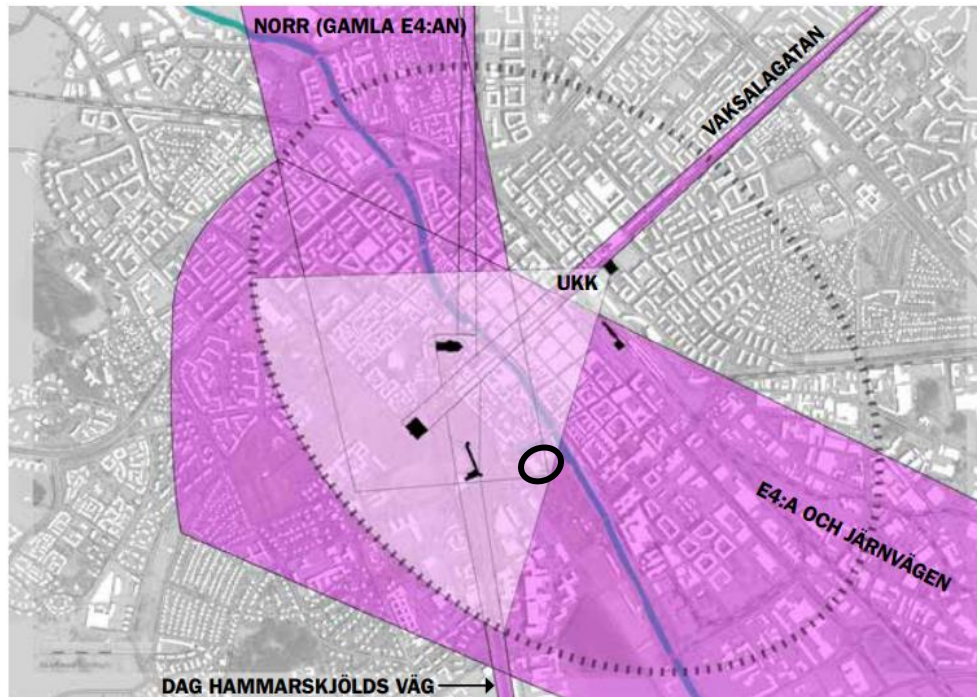 NORR (GAMLA E4:AN)
VAKSALAGATAN
UKK
E4:A OCH JÄRNVÄGEN
DAG HAMMARSKJÖLDS VÄG